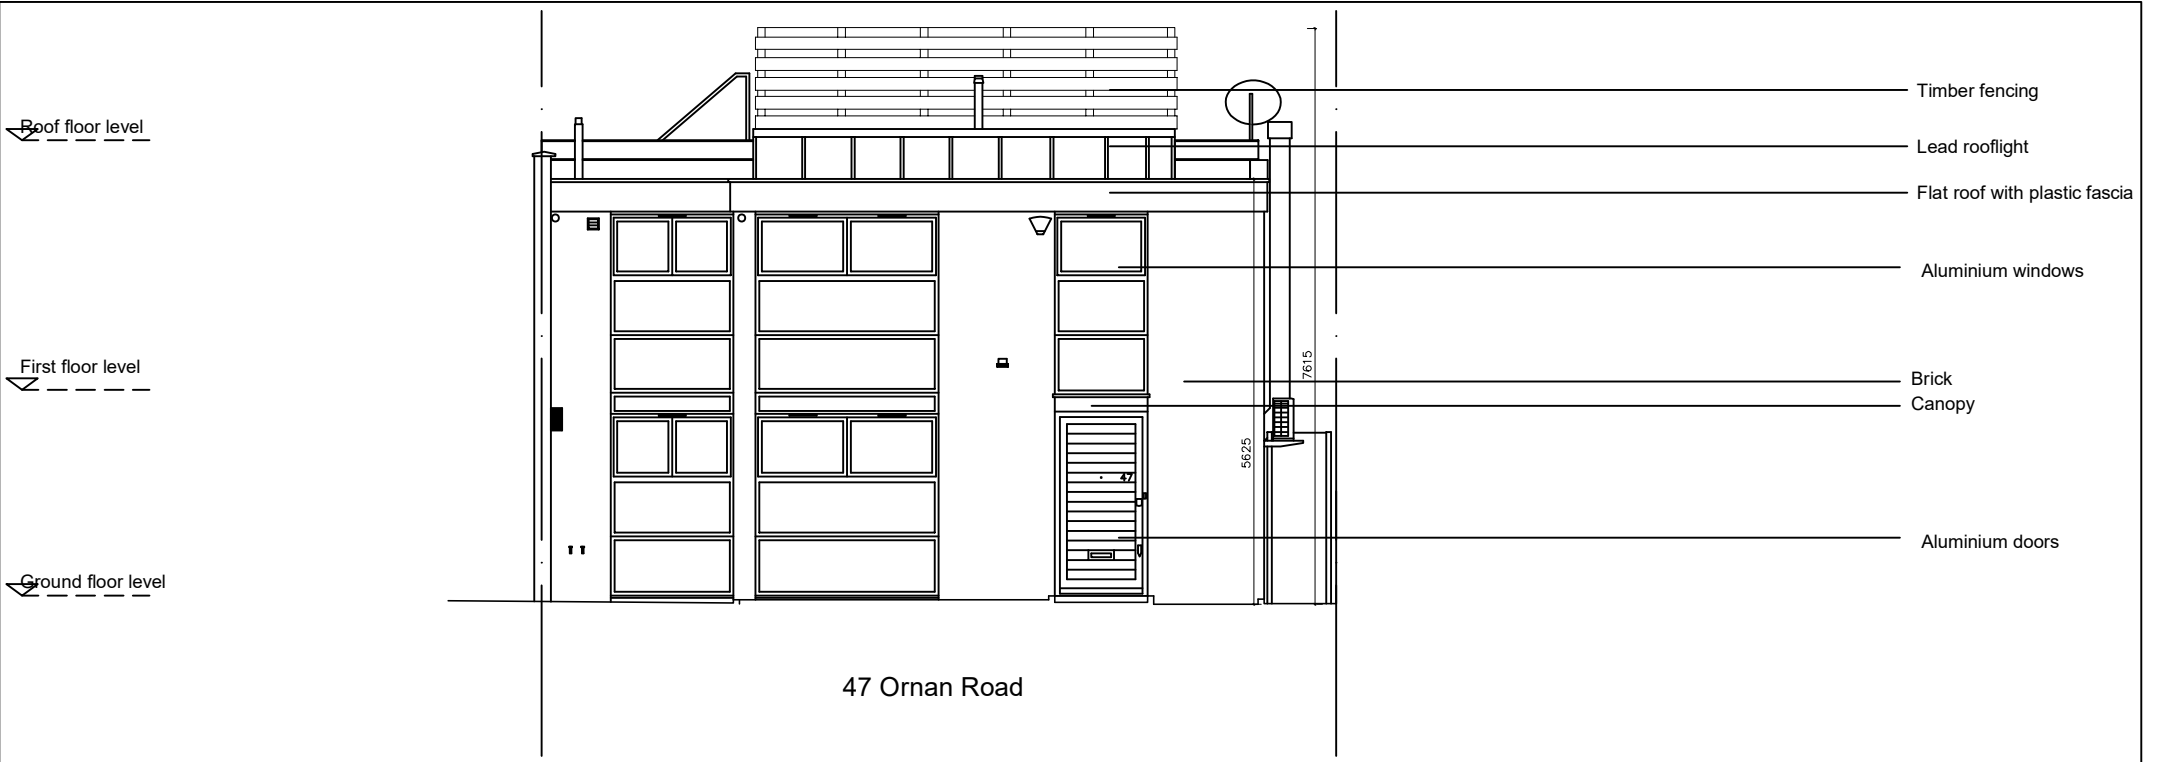 Timber fencing
Roof floor level
Lead rooflight
Flat roof with plastic fascia
Aluminium windows
First floor level
7615
Brick
Canopy
5625
47
Aluminium doors
Ground floor level
47 Ornan Road